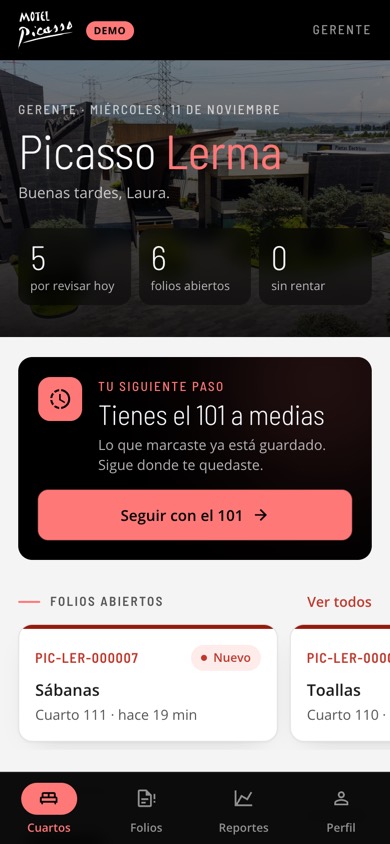 MOTEL
Picasso
DEMO
GERENTE
GERENTE · MIÉRCOLES, 11 DE NOVIEMBRE
Picasso Lerma
Buenas tardes, Laura.
5
por revisar hoy
6
folios abiertos
0
sin rentar
TU SIGUIENTE PASO
Tienes el 101 a medias
Lo que marcaste ya está guardado.
Sigue donde te quedaste.
Seguir con el 101 →
FOLIOS ABIERTOS
Ver todos
PIC-LER-000007
• Nuevo
Sábanas
Cuarto 111 · hace 19 min
PIC-LER-000
Toallas
Cuarto 110 ·
Cuartos
Folios
Reportes
Perfil